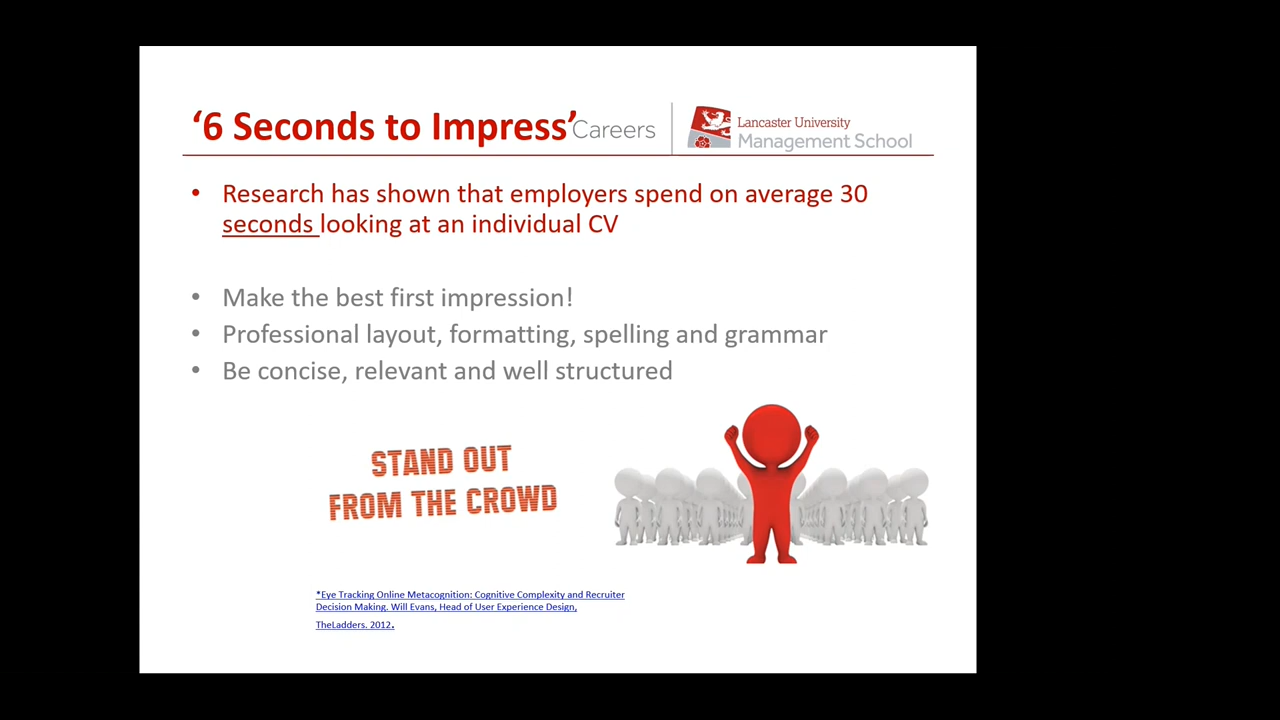 ‘6 Seconds to Impress’
Careers
Lancaster University
Management School
• Research has shown that employers spend on average 30
seconds looking at an individual CV
• Make the best first impression!
• Professional layout, formatting, spelling and grammar
• Be concise, relevant and well structured
STAND OUT
FROM THE CROWD
*Eye Tracking Online Metacognition: Cognitive Complexity and Recruiter
Decision Making. Will Evans, Head of User Experience Design,
TheLadders. 2012.